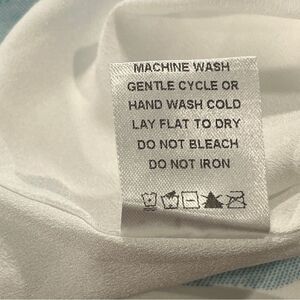 MACHINE WASH
GENTLE CYCLE OR
HAND WASH COLD
LAY FLAT TO DRY
DO NOT BLEACH
DO NOT IRON